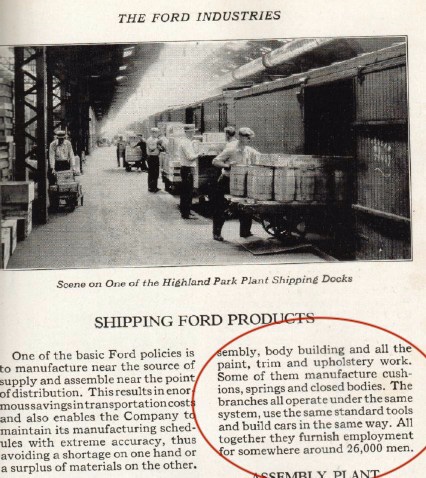 THE FORD INDUSTRIES
Scene on One of the Highland Park Plant Shipping Docks
SHIPPING FORD PRODUCTS
One of the basic Ford policies is
to manufacture near the source of
supply and assemble near the point
of distribution. This results in enor-
mous savings in transportation costs
and also enables the Company to
maintain its manufacturing sched-
ules with extreme accuracy, thus
avoiding a shortage on one hand or
a surplus of materials on the other.
sembly, body building and all the
paint, trim and upholstery work.
Some of them manufacture cush-
ions, springs and closed bodies. The
branches all operate under the same
system, use the same standard tools
and build cars in the same way. All
together they furnish employment
for somewhere around 26,000 men.
ASSEMBLY PLANT